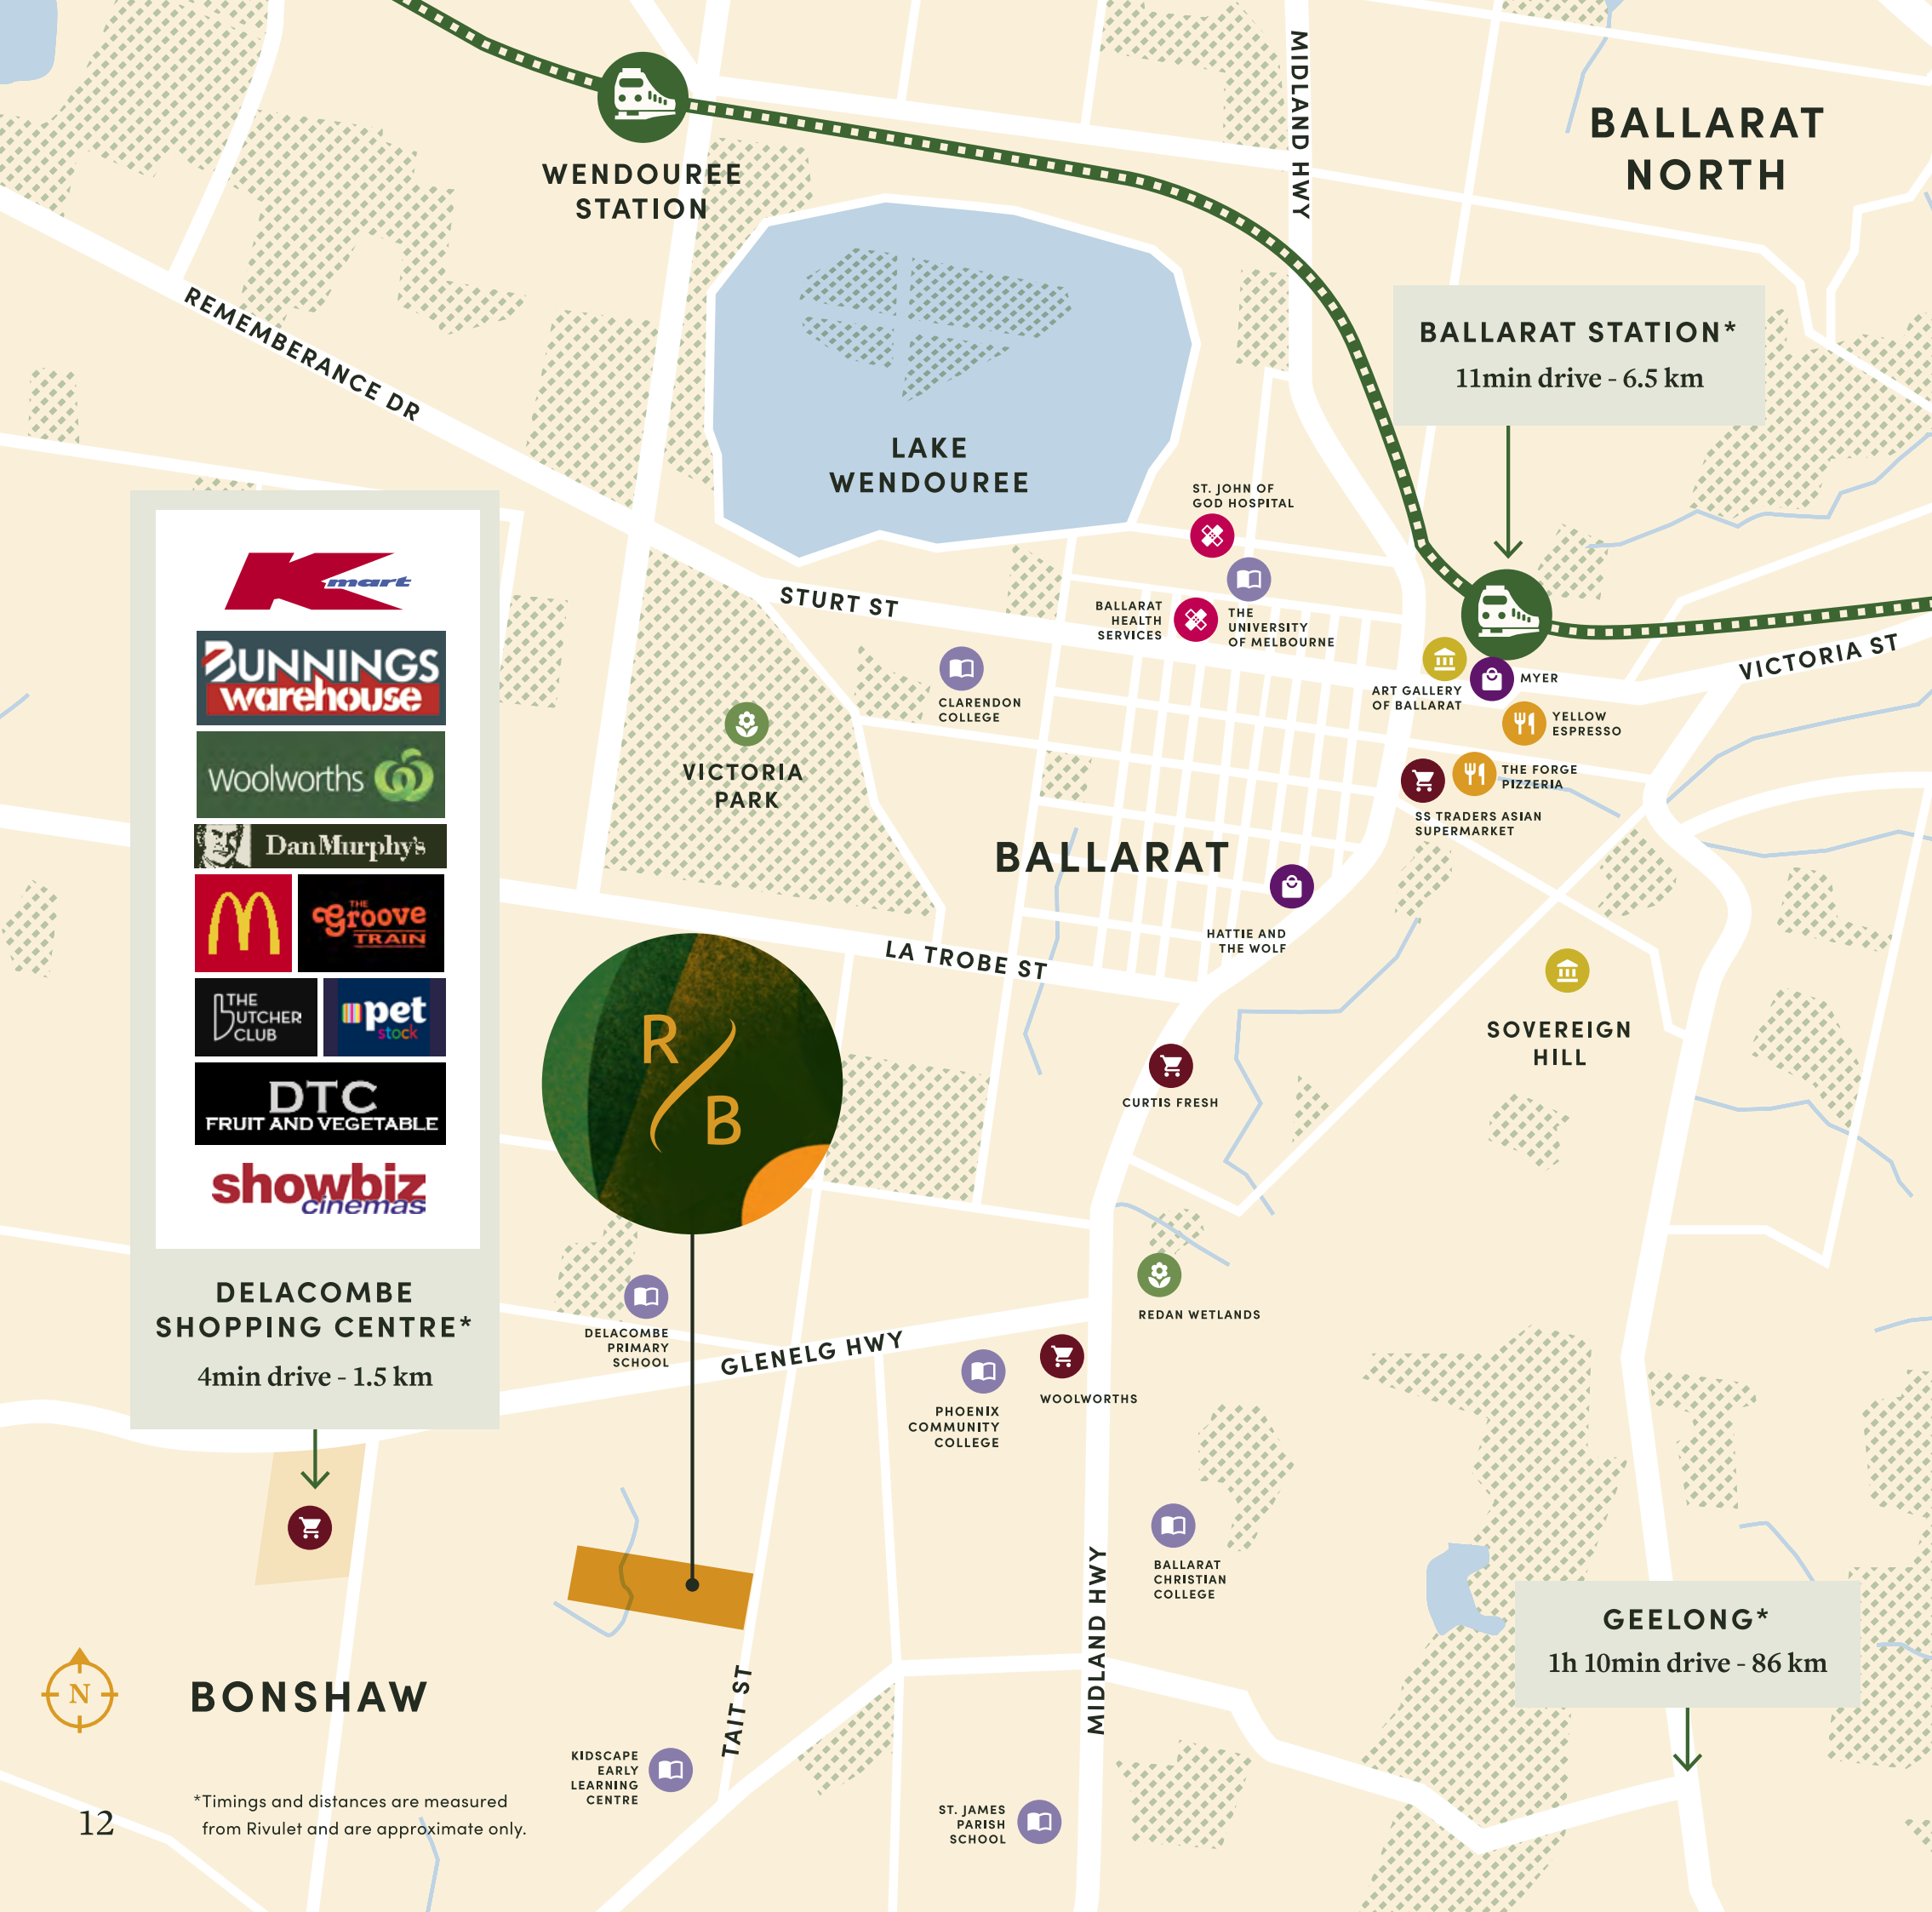 MIDLAND HWY
BALLARAT
NORTH
WENDOUREE
STATION
REMEMBERANCE DR
BALLARAT STATION*
11min drive - 6.5 km
LAKE
WENDOUREE
ST. JOHN OF
GOD HOSPITAL
STURT ST
BALLARAT
HEALTH
SERVICES
THE
UNIVERSITY
OF MELBOURNE
VICTORIA ST
CLARENDON
COLLEGE
ART GALLERY
OF BALLARAT
MYER
YELLOW
ESPRESSO
VICTORIA
PARK
THE FORGE
PIZZERIA
SS TRADERS ASIAN
SUPERMARKET
BALLARAT
HATTIE AND
THE WOLF
LA TROBE ST
SOVEREIGN
HILL
CURTIS FRESH
R
B
Kmart
BUNNINGS
warehouse
Woolworths
Dan Murphy's
THE
Groove
TRAIN
THE
BUTCHER
CLUB
pet
stock
DTC
FRUIT AND VEGETABLE
showbiz
cinemas
DELACOMBE
SHOPPING CENTRE*
4min drive - 1.5 km
DELACOMBE
PRIMARY
SCHOOL
GLENELG HWY
REDAN WETLANDS
PHOENIX
COMMUNITY
COLLEGE
WOOLWORTHS
BALLARAT
CHRISTIAN
COLLEGE
MIDLAND HWY
GEELONG*
1h 10min drive - 86 km
N
BONSHAW
TAIT ST
KIDSCAPE
EARLY
LEARNING
CENTRE
ST. JAMES
PARISH
SCHOOL
12
*Timings and distances are measured
from Rivulet and are approximate only.